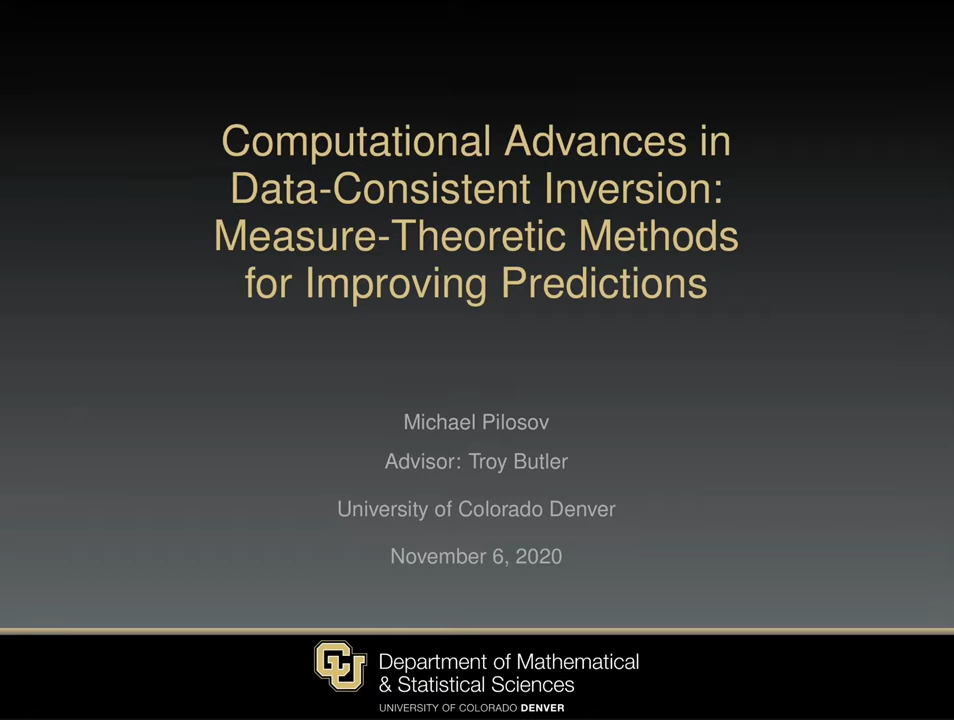 Computational Advances in
Data-Consistent Inversion:
Measure-Theoretic Methods
for Improving Predictions
Michael Pilosov
Advisor: Troy Butler
University of Colorado Denver
November 6, 2020
CU
Department of Mathematical
& Statistical Sciences
UNIVERSITY OF COLORADO DENVER